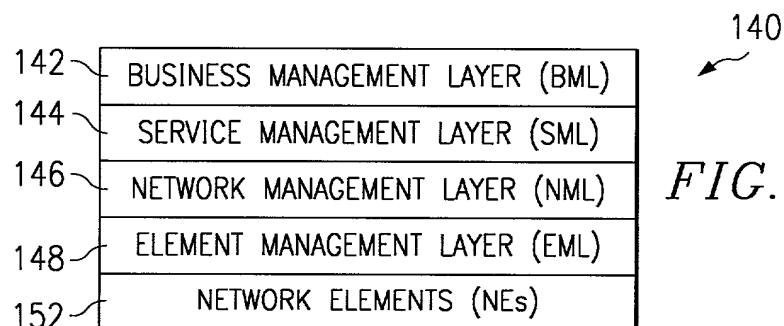 140
142 BUSINESS MANAGEMENT LAYER (BML)
144 SERVICE MANAGEMENT LAYER (SML)
146 NETWORK MANAGEMENT LAYER (NML)
FIG.
148 ELEMENT MANAGEMENT LAYER (EML)
152 NETWORK ELEMENTS (NEs)